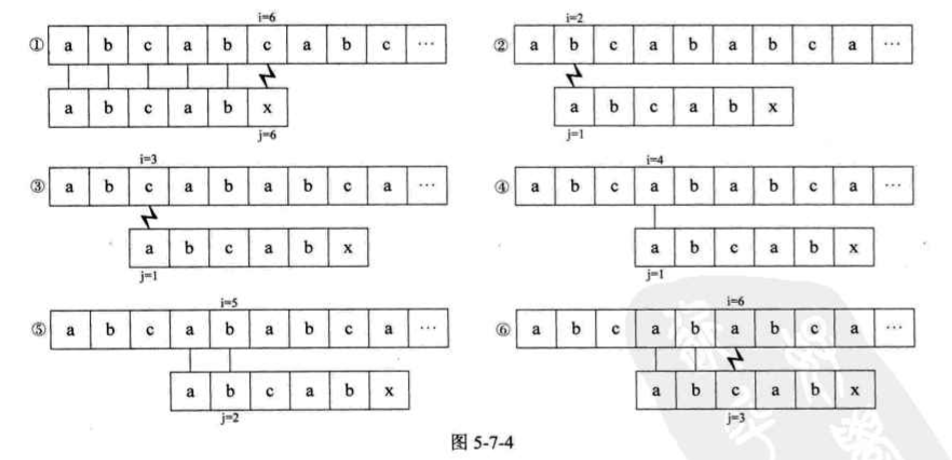 i=6
① a b c a b c a b c ···
a b c a b x
j=6
i=2
② a b c a b a b c a ···
a b c a b x
j=1
i=3
③ a b c a b a b c a ···
a b c a b x
j=1
i=4
④ a b c a b a b c a ···
a b c a b x
j=1
i=5
⑤ a b c a b a b c a ···
a b c a b x
j=2
i=6
⑥ a b c a b a b c a ···
a b c a b x
j=3
图 5-7-4